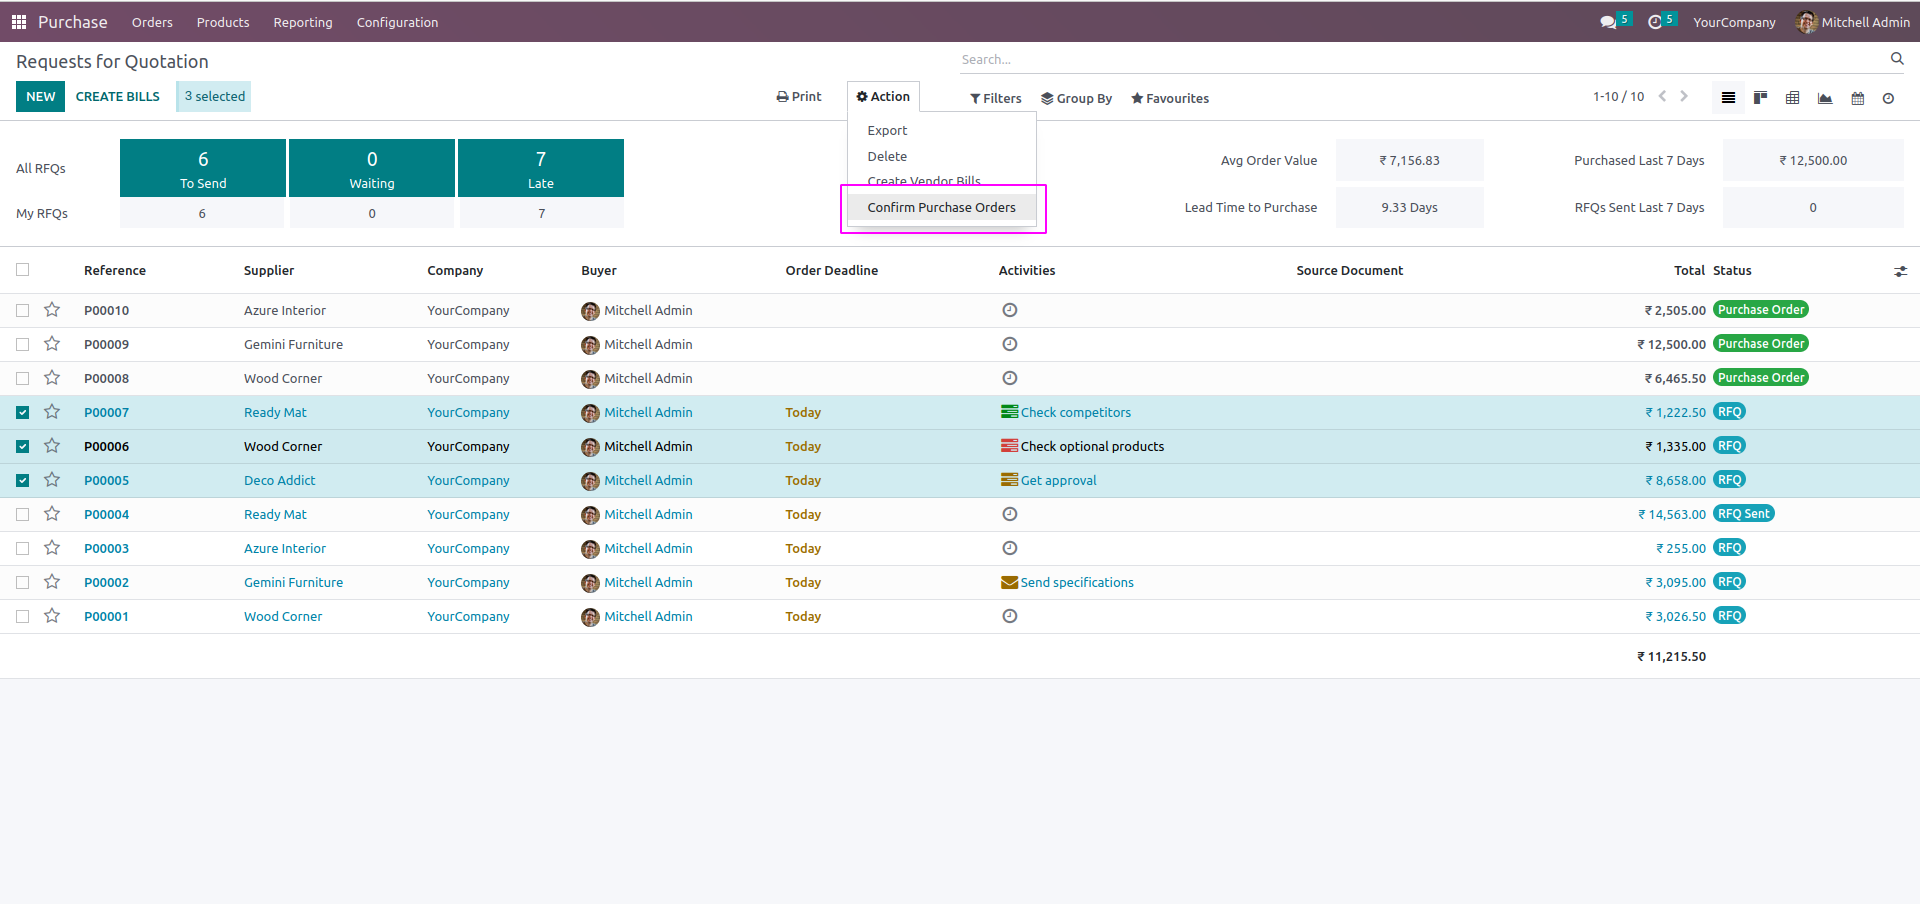 Purchase Orders Products Reporting Configuration 5 5 YourCompany Mitchell Admin
Requests for Quotation Search...
NEW CREATE BILLS 3 selected Print Action Filters Group By Favourites 1-10 / 10
Export
Delete
Create Vendor Bills
Confirm Purchase Orders
All RFQs 6 To Send 0 Waiting 7 Late
My RFQs 6 0 7
Avg Order Value ₹ 7,156.83 Purchased Last 7 Days ₹ 12,500.00
Lead Time to Purchase 9.33 Days RFQs Sent Last 7 Days 0
Reference Supplier Company Buyer Order Deadline Activities Source Document Total Status
P00010 Azure Interior YourCompany Mitchell Admin ₹ 2,505.00 Purchase Order
P00009 Gemini Furniture YourCompany Mitchell Admin ₹ 12,500.00 Purchase Order
P00008 Wood Corner YourCompany Mitchell Admin ₹ 6,465.50 Purchase Order
P00007 Ready Mat YourCompany Mitchell Admin Today Check competitors ₹ 1,222.50 RFQ
P00006 Wood Corner YourCompany Mitchell Admin Today Check optional products ₹ 1,335.00 RFQ
P00005 Deco Addict YourCompany Mitchell Admin Today Get approval ₹ 8,658.00 RFQ
P00004 Ready Mat YourCompany Mitchell Admin Today ₹ 14,563.00 RFQ Sent
P00003 Azure Interior YourCompany Mitchell Admin Today ₹ 255.00 RFQ
P00002 Gemini Furniture YourCompany Mitchell Admin Today Send specifications ₹ 3,095.00 RFQ
P00001 Wood Corner YourCompany Mitchell Admin Today ₹ 3,026.50 RFQ
₹ 11,215.50